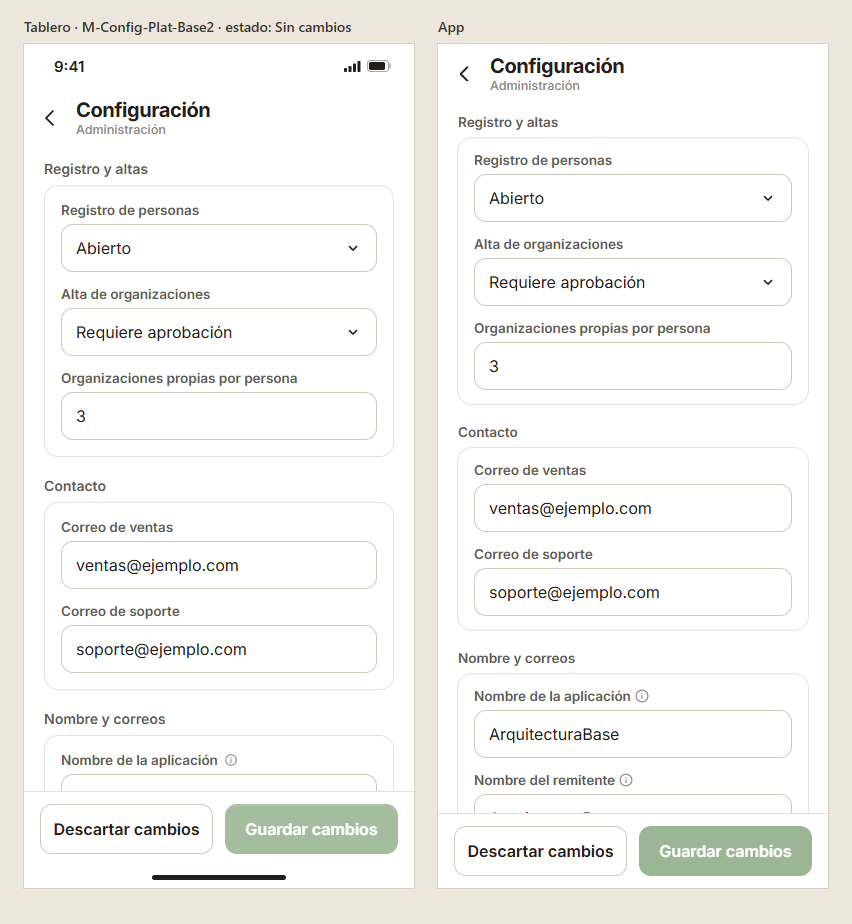 Tablero · M-Config-Plat-Base2 · estado: Sin cambios
9:41
Configuración
Administración
Registro y altas
Registro de personas
Abierto
Alta de organizaciones
Requiere aprobación
Organizaciones propias por persona
3
Contacto
Correo de ventas
ventas@ejemplo.com
Correo de soporte
soporte@ejemplo.com
Nombre y correos
Nombre de la aplicación
Descartar cambios
Guardar cambios
App
Configuración
Administración
Registro y altas
Registro de personas
Abierto
Alta de organizaciones
Requiere aprobación
Organizaciones propias por persona
3
Contacto
Correo de ventas
ventas@ejemplo.com
Correo de soporte
soporte@ejemplo.com
Nombre y correos
Nombre de la aplicación
ArquitecturaBase
Nombre del remitente
Descartar cambios
Guardar cambios